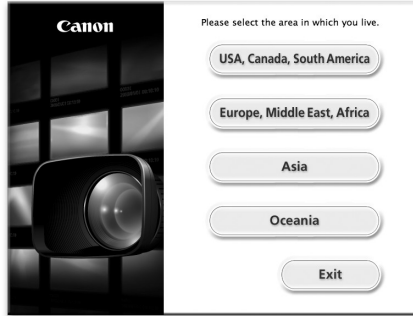 Canon
Please select the area in which you live.
USA, Canada, South America
Europe, Middle East, Africa
Asia
Oceania
Exit